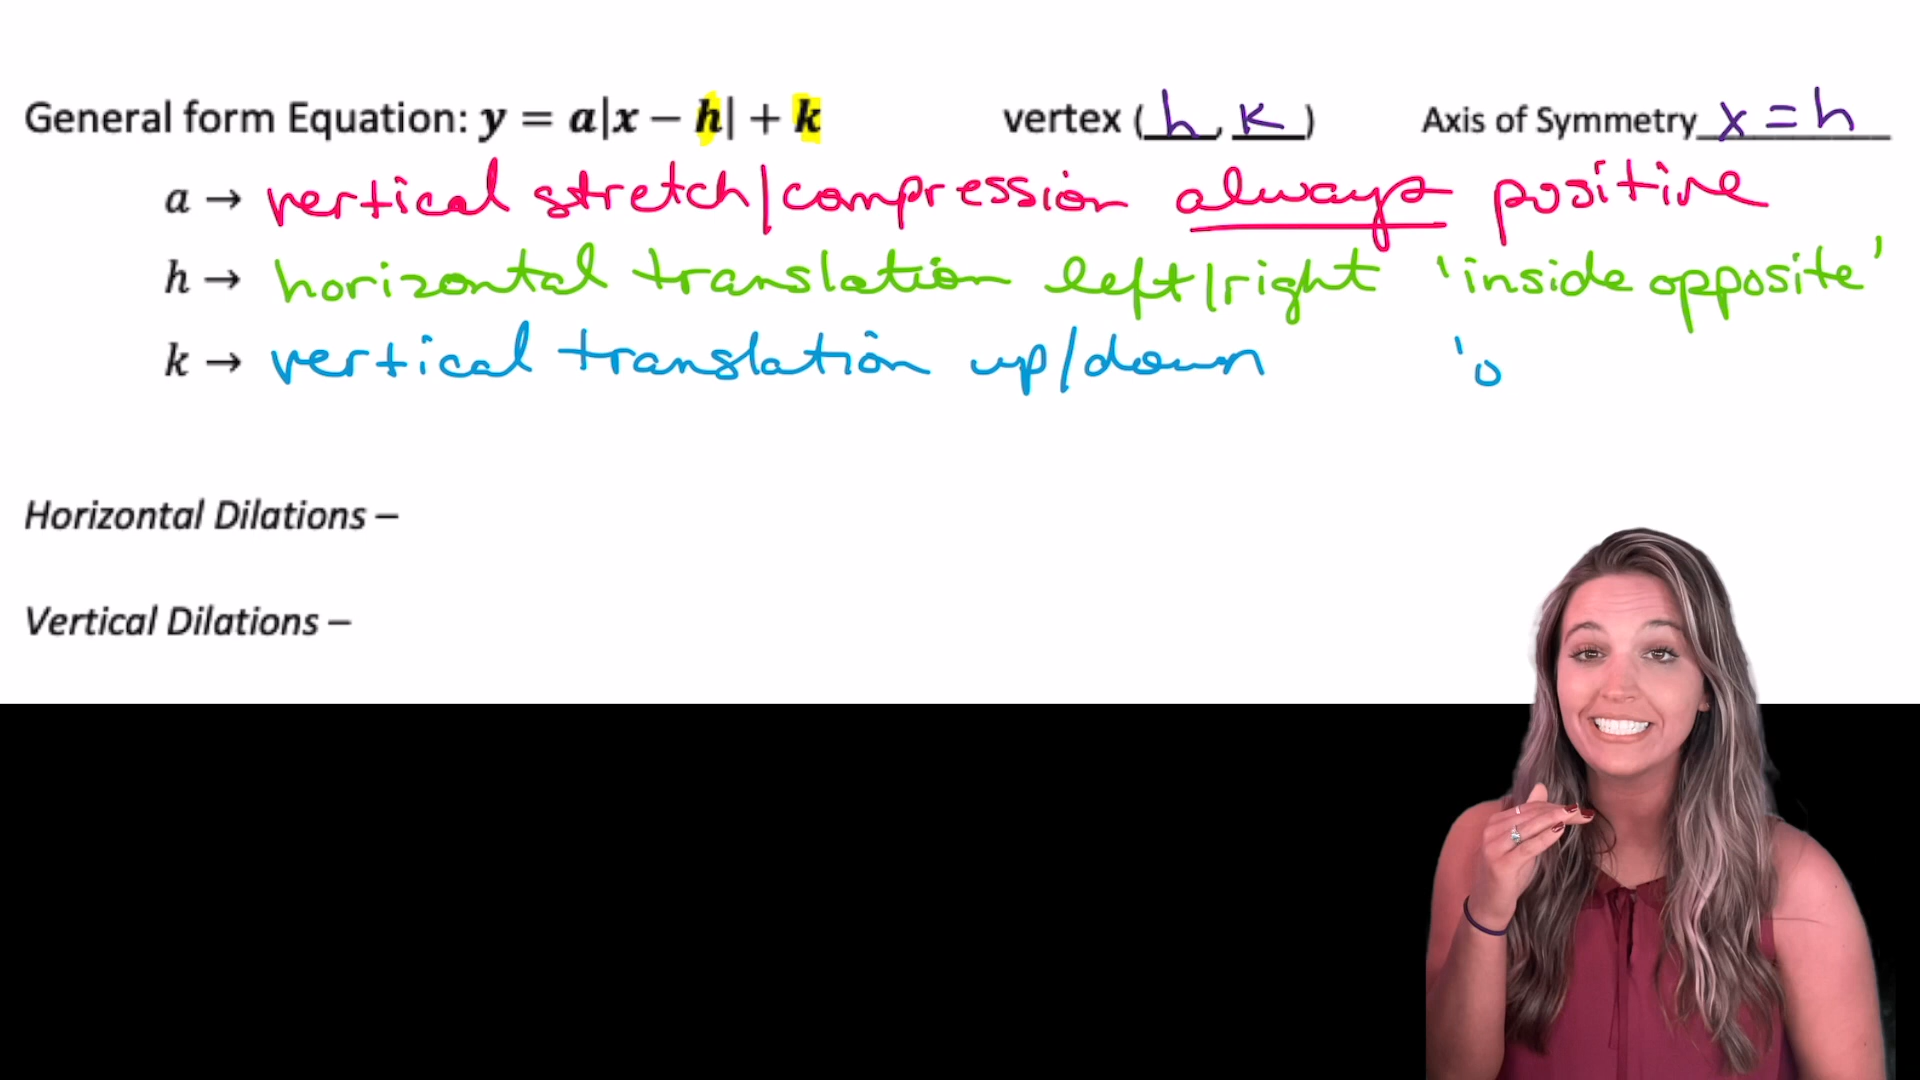 General form Equation: y = a|x − h| + k vertex (h, k) Axis of Symmetry x = h
a → vertical stretch/compression always positive
h → horizontal translation left/right 'inside opposite'
k → vertical translation up/down 'o
Horizontal Dilations –
Vertical Dilations –